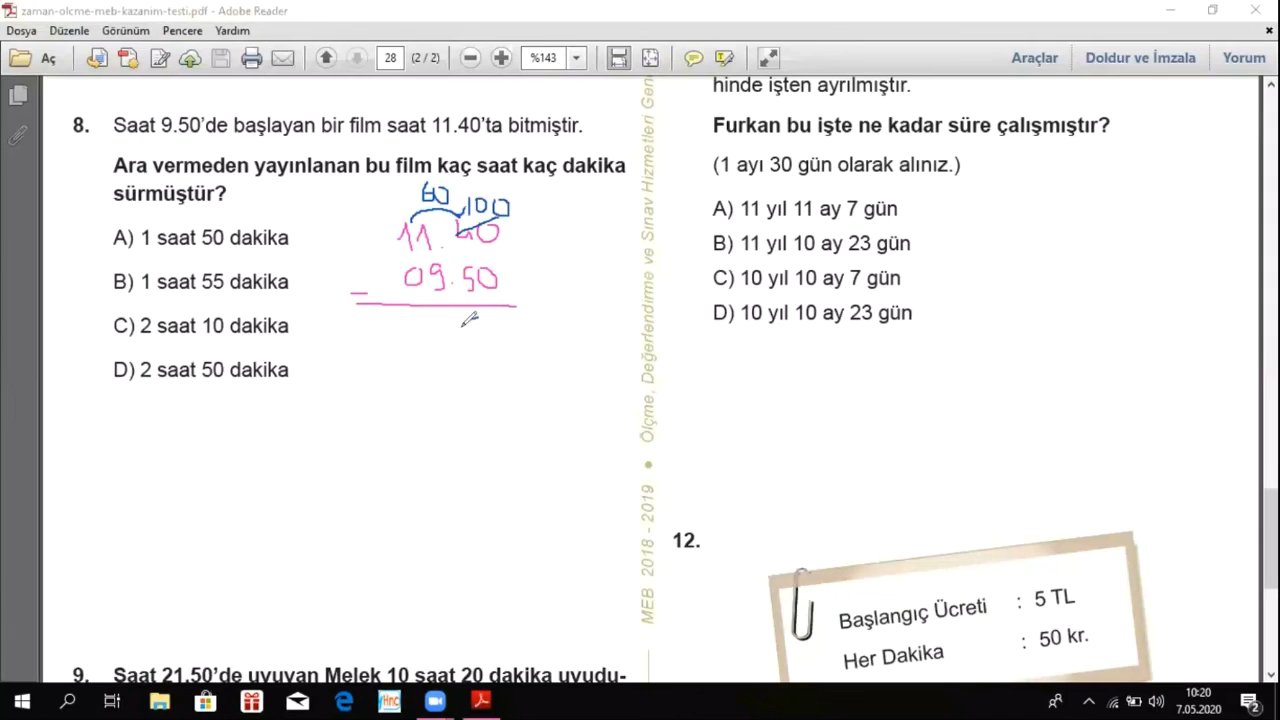 zaman-olcme-meb-kazanim-testi.pdf - Adobe Reader
Dosya Düzenle Görünüm Pencere Yardım
Aç 28 (2 / 2) %143 Araçlar Doldur ve İmzala Yorum
8. Saat 9.50’de başlayan bir film saat 11.40’ta bitmiştir.
Ara vermeden yayınlanan bu film kaç saat kaç dakika
sürmüştür?
A) 1 saat 50 dakika
B) 1 saat 55 dakika
C) 2 saat 10 dakika
D) 2 saat 50 dakika
60
100
11.40
09.50
9. Saat 21.50’de uyuyan Melek 10 saat 20 dakika uyudu-
MEB 2018 - 2019 ● Ölçme, Değerlendirme ve Sınav Hizmetleri Gen
hinde işten ayrılmıştır.
Furkan bu işte ne kadar süre çalışmıştır?
(1 ayı 30 gün olarak alınız.)
A) 11 yıl 11 ay 7 gün
B) 11 yıl 10 ay 23 gün
C) 10 yıl 10 ay 7 gün
D) 10 yıl 10 ay 23 gün
12.
Başlangıç Ücreti : 5 TL
Her Dakika : 50 kr.
Hnc
10:20
7.05.2020
2